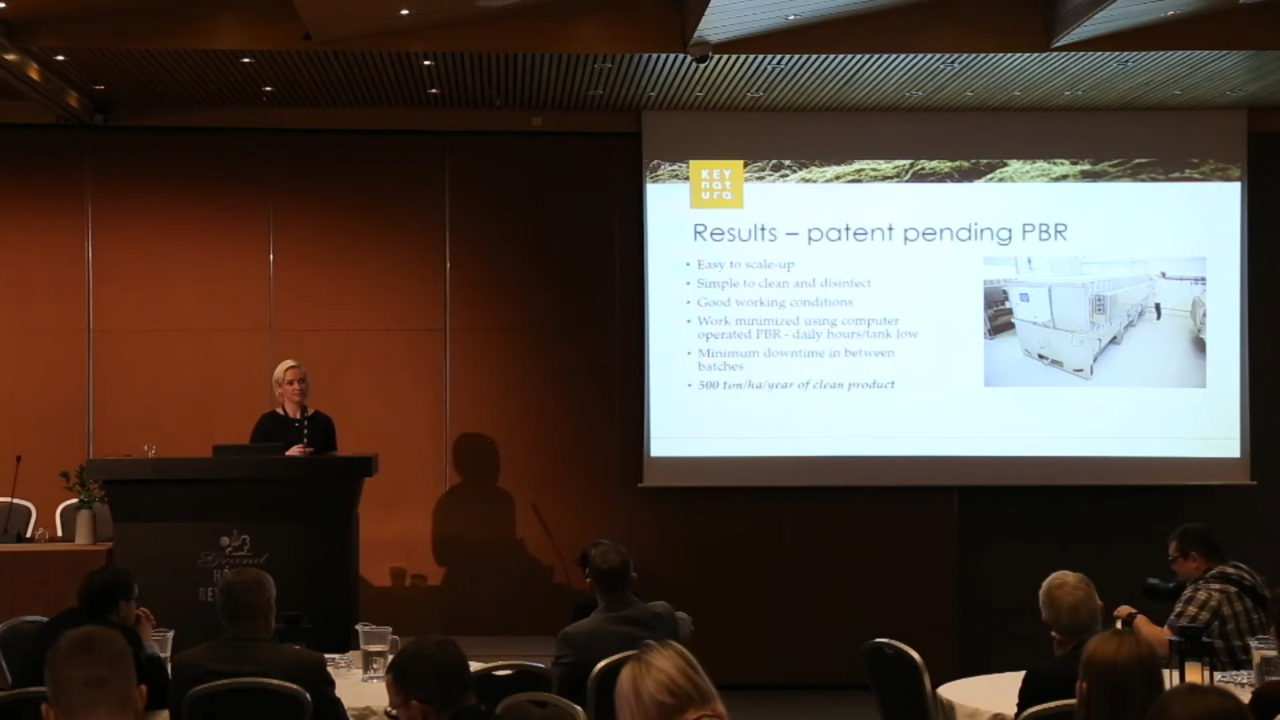 KEY
nat
ura
Results – patent pending PBR
• Easy to scale-up
• Simple to clean and disinfect
• Good working conditions
• Work minimized using computer
operated PBR - daily hours/tank low
• Minimum downtime in between
batches
• 500 ton/ha/year of clean product
Grand